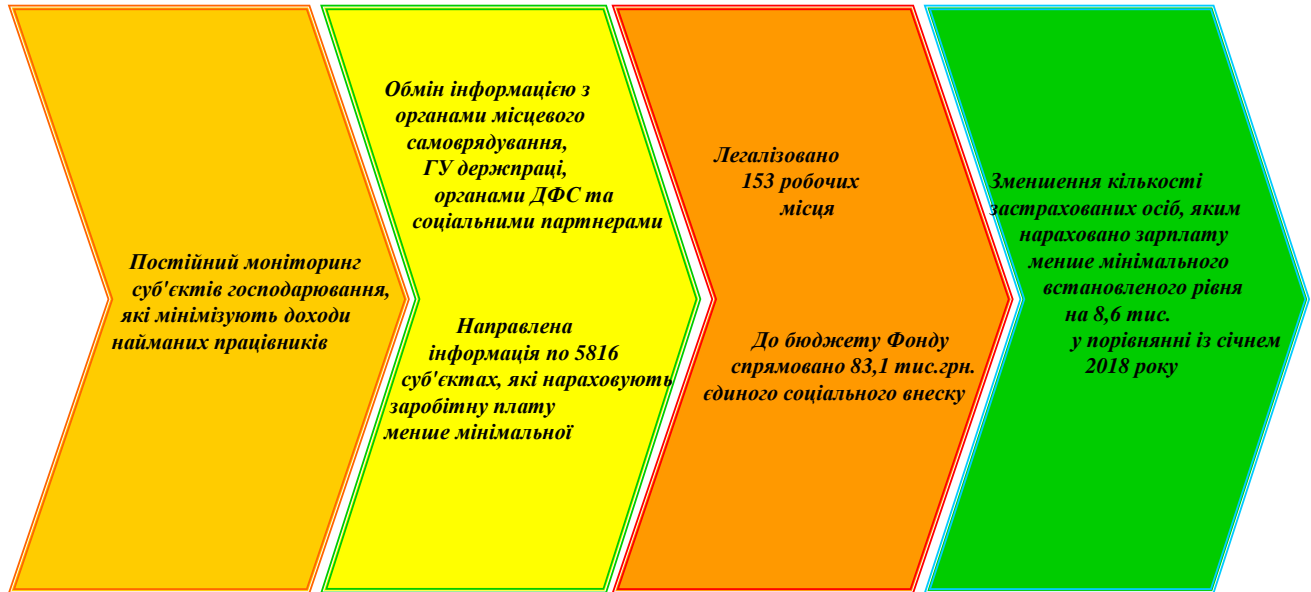 Постійний моніторинг
суб'єктів господарювання,
які мінімізують доходи
найманих працівників
Обмін інформацією з
органами місцевого
самоврядування,
ГУ держпраці,
органами ДФС та
соціальними партнерами
Направлена
інформація по 5816
суб'єктах, які нараховують
заробітну плату
менше мінімальної
Легалізовано
153 робочих
місця
До бюджету Фонду
спрямовано 83,1 тис.грн.
єдиного соціального внеску
Зменшення кількості
застрахованих осіб, яким
нараховано зарплату
менше мінімального
встановленого рівня
на 8,6 тис.
у порівнянні із січнем
2018 року